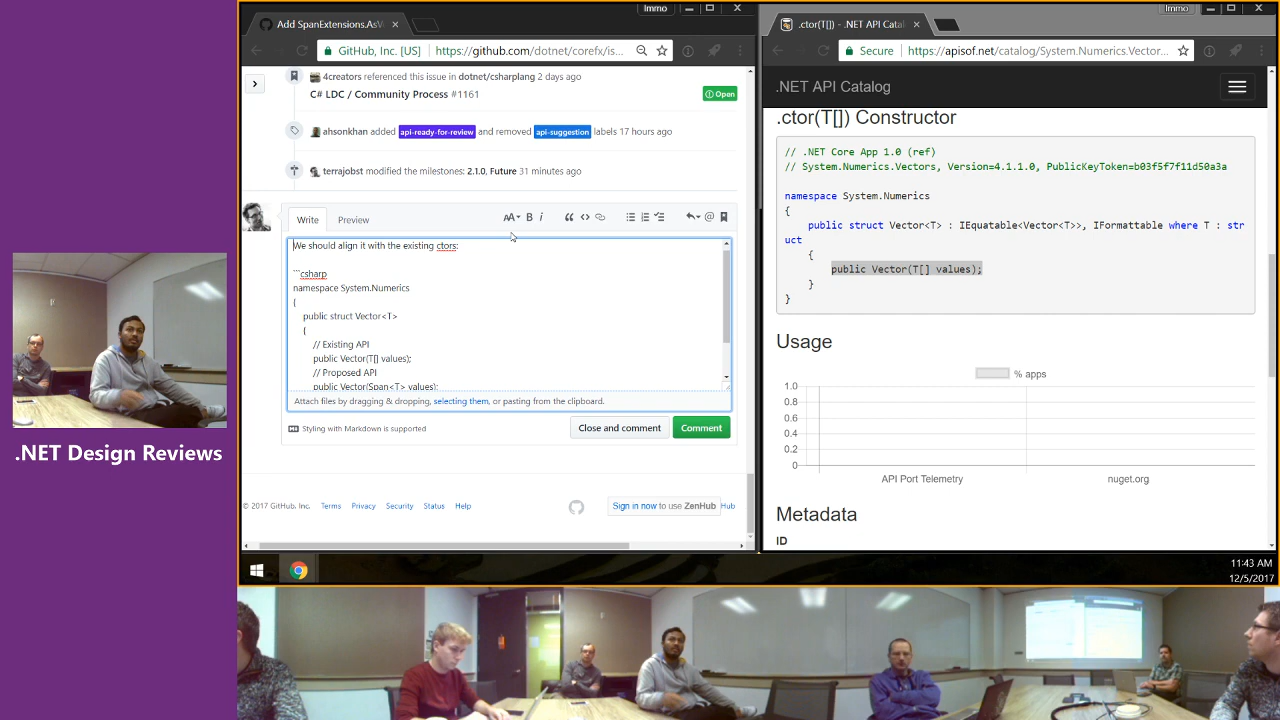 Immo
Add SpanExtensions.AsV
GitHub, Inc. [US]
https://github.com/dotnet/corefx/is...
4creators referenced this issue in dotnet/csharplang 2 days ago
C# LDC / Community Process #1161
Open
ahsonkhan added api-ready-for-review and removed api-suggestion labels 17 hours ago
terrajobst modified the milestones: 2.1.0, Future 31 minutes ago
Write
Preview
AA B i
We should align it with the existing ctors:
```csharp
namespace System.Numerics
{
public struct Vector<T>
{
// Existing API
public Vector(T[] values);
// Proposed API
public Vector(Span<T> values);
Attach files by dragging & dropping, selecting them, or pasting from the clipboard.
Styling with Markdown is supported
Close and comment
Comment
© 2017 GitHub, Inc. Terms Privacy Security Status Help
Sign in now to use ZenHub
Hub
Immo
.ctor(T[]) - .NET API Catal
Secure
https://apisof.net/catalog/System.Numerics.Vector...
.NET API Catalog
.ctor(T[]) Constructor
// .NET Core App 1.0 (ref)
// System.Numerics.Vectors, Version=4.1.1.0, PublicKeyToken=b03f5f7f11d50a3a
namespace System.Numerics
{
public struct Vector<T> : IEquatable<Vector<T>>, IFormattable where T : str
uct
{
public Vector(T[] values);
}
}
Usage
% apps
1.0
0.8
0.6
0.4
0.2
0
API Port Telemetry
nuget.org
Metadata
ID
11:43 AM
12/5/2017
.NET Design Reviews